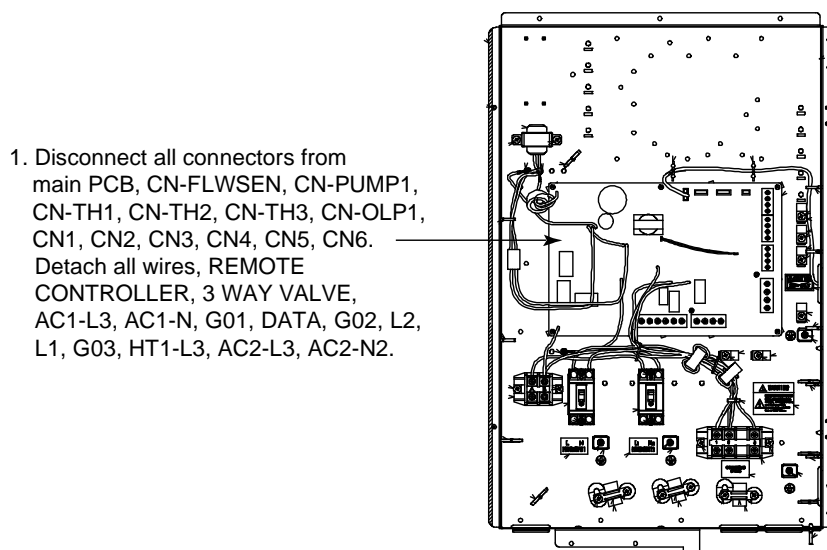 1. Disconnect all connectors from
main PCB, CN-FLWSEN, CN-PUMP1,
CN-TH1, CN-TH2, CN-TH3, CN-OLP1,
CN1, CN2, CN3, CN4, CN5, CN6.
Detach all wires, REMOTE
CONTROLLER, 3 WAY VALVE,
AC1-L3, AC1-N, G01, DATA, G02, L2,
L1, G03, HT1-L3, AC2-L3, AC2-N2.